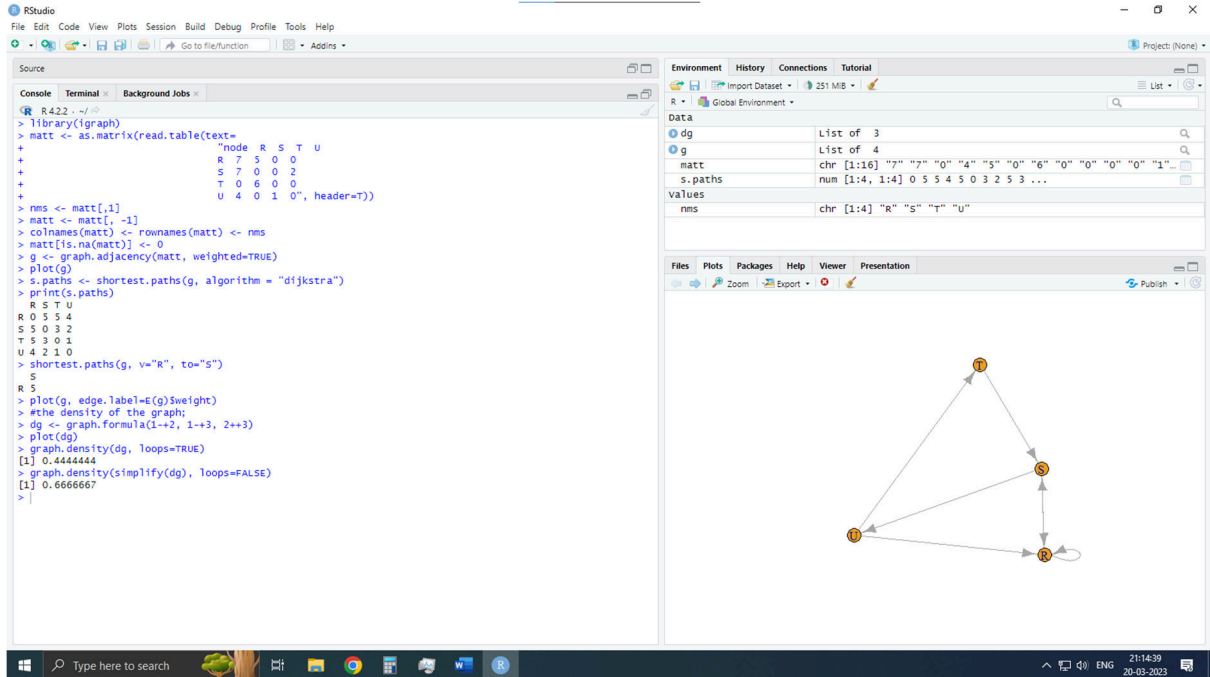 RStudio
File Edit Code View Plots Session Build Debug Profile Tools Help
Go to file/function Addins Project: (None)
Source
Console Terminal Background Jobs
R 4.2.2 . ~/
> library(igraph)
> matt <- as.matrix(read.table(text=
+ "node R S T U
+ R 7 5 0 0
+ S 7 0 0 2
+ T 0 6 0 0
+ U 4 0 1 0", header=T))
> nms <- matt[,1]
> matt <- matt[, -1]
> colnames(matt) <- rownames(matt) <- nms
> matt[is.na(matt)] <- 0
> g <- graph.adjacency(matt, weighted=TRUE)
> plot(g)
> s.paths <- shortest.paths(g, algorithm = "dijkstra")
> print(s.paths)
R S T U
R 0 5 5 4
S 5 0 3 2
T 5 3 0 1
U 4 2 1 0
> shortest.paths(g, v="R", to="S")
S
R 5
> plot(g, edge.label=E(g)$weight)
> #the density of the graph;
> dg <- graph.formula(1-+2, 1-+3, 2++3)
> plot(dg)
> graph.density(dg, loops=TRUE)
[1] 0.4444444
> graph.density(simplify(dg), loops=FALSE)
[1] 0.6666667
>
Environment History Connections Tutorial
Import Dataset 251 MiB List
R Global Environment
Data
dg List of 3
g List of 4
matt chr [1:16] "7" "7" "0" "4" "5" "0" "6" "0" "0" "0" "0" "1"…
s.paths num [1:4, 1:4] 0 5 5 4 5 0 3 2 5 3 ...
Values
nms chr [1:4] "R" "S" "T" "U"
Files Plots Packages Help Viewer Presentation
Zoom Export Publish
T
S
U
R
Type here to search
ENG
21:14:39
20-03-2023